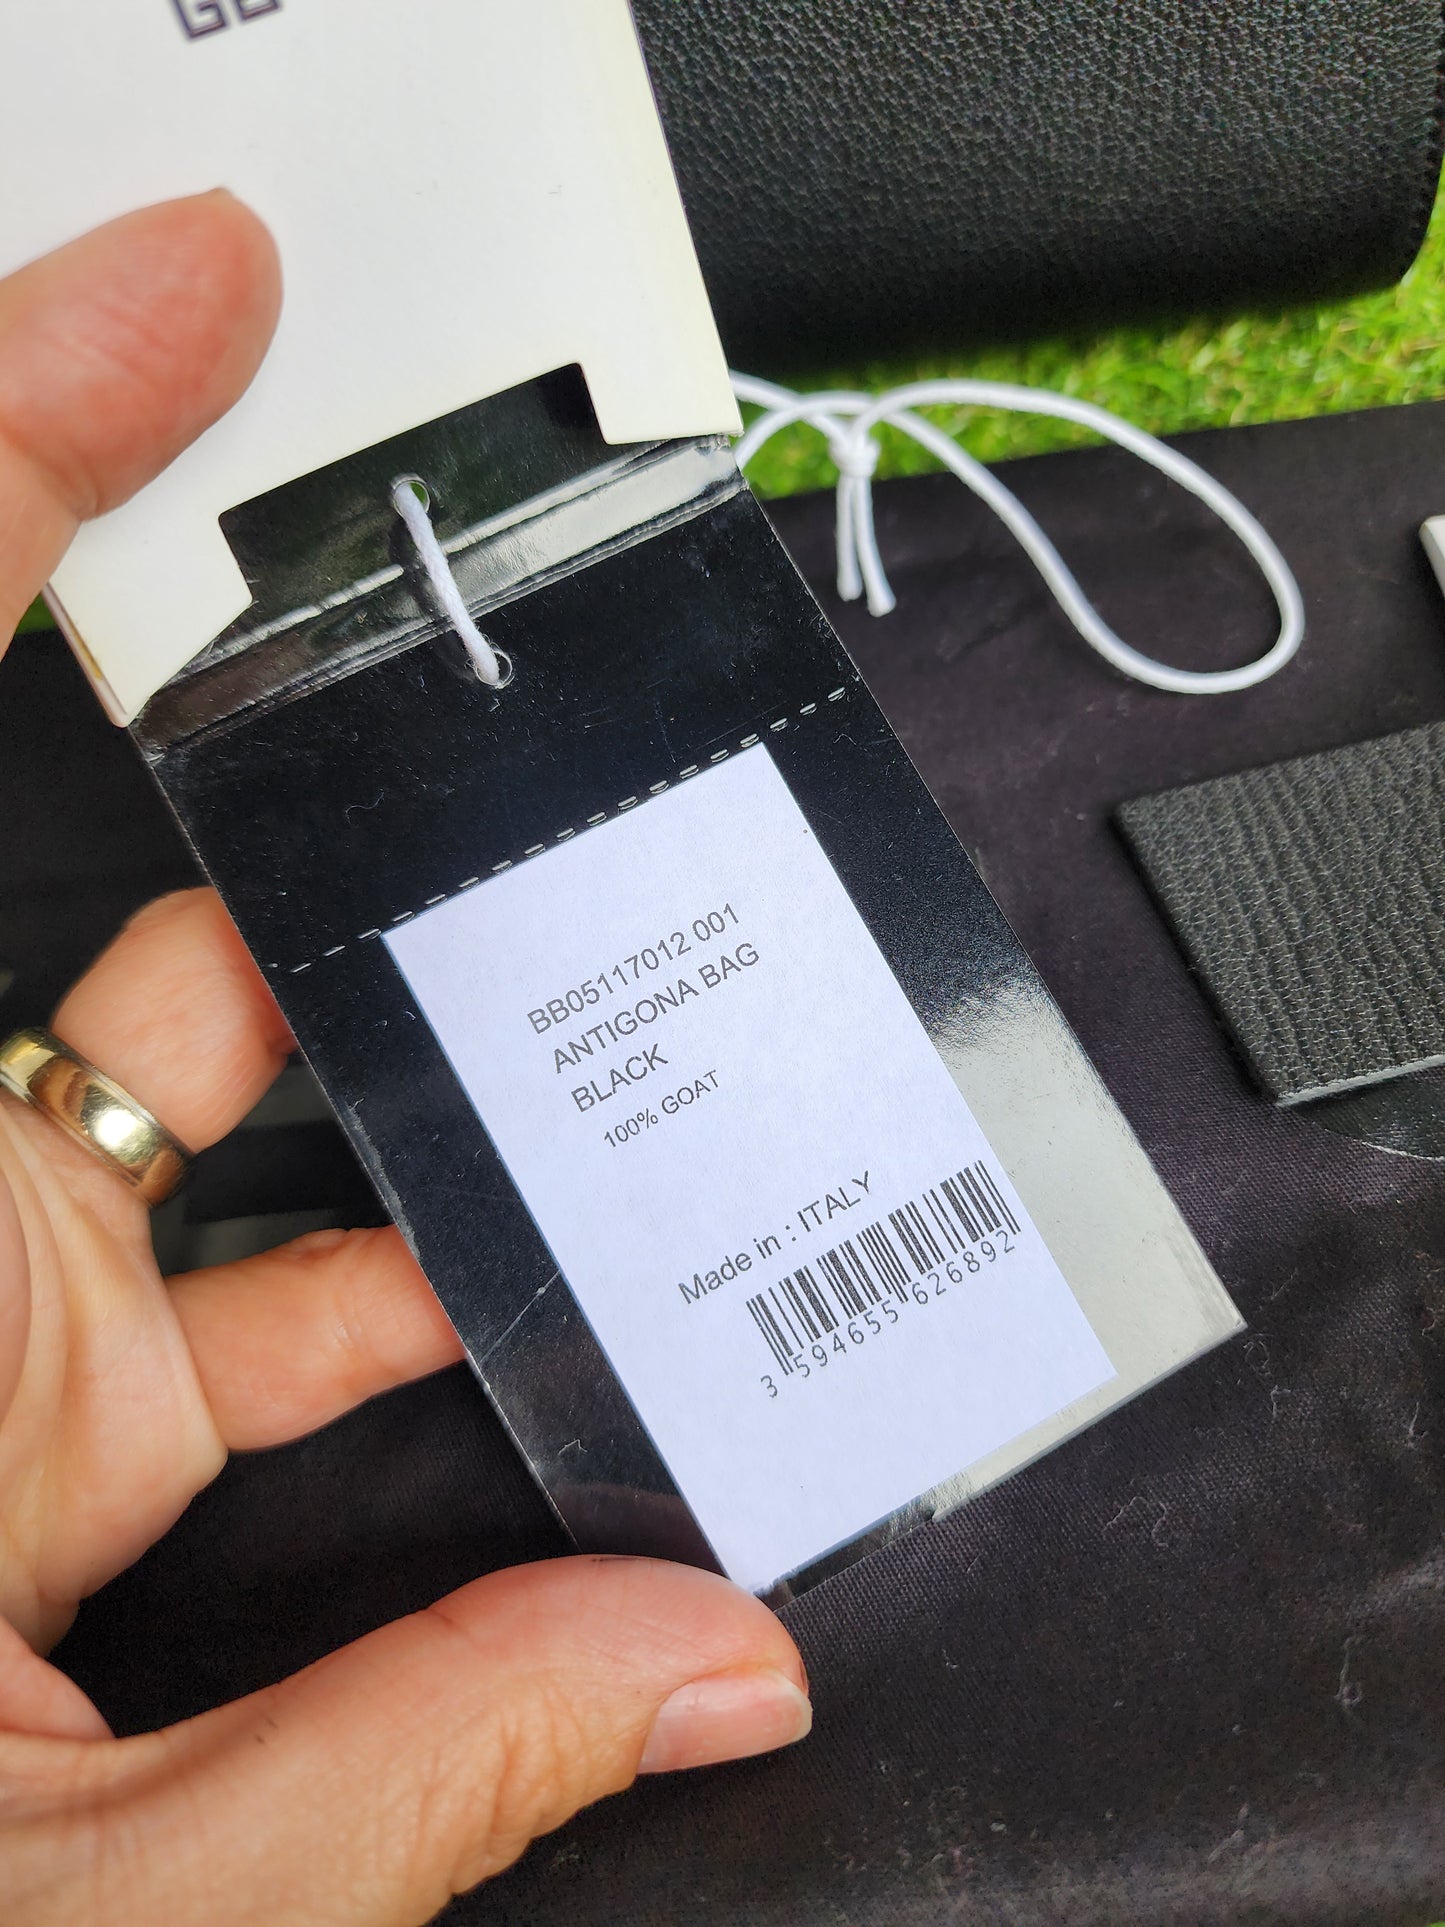 BB05117012 001
ANTIGONA BAG
BLACK
100% GOAT
Made in : ITALY
3 594655 626892